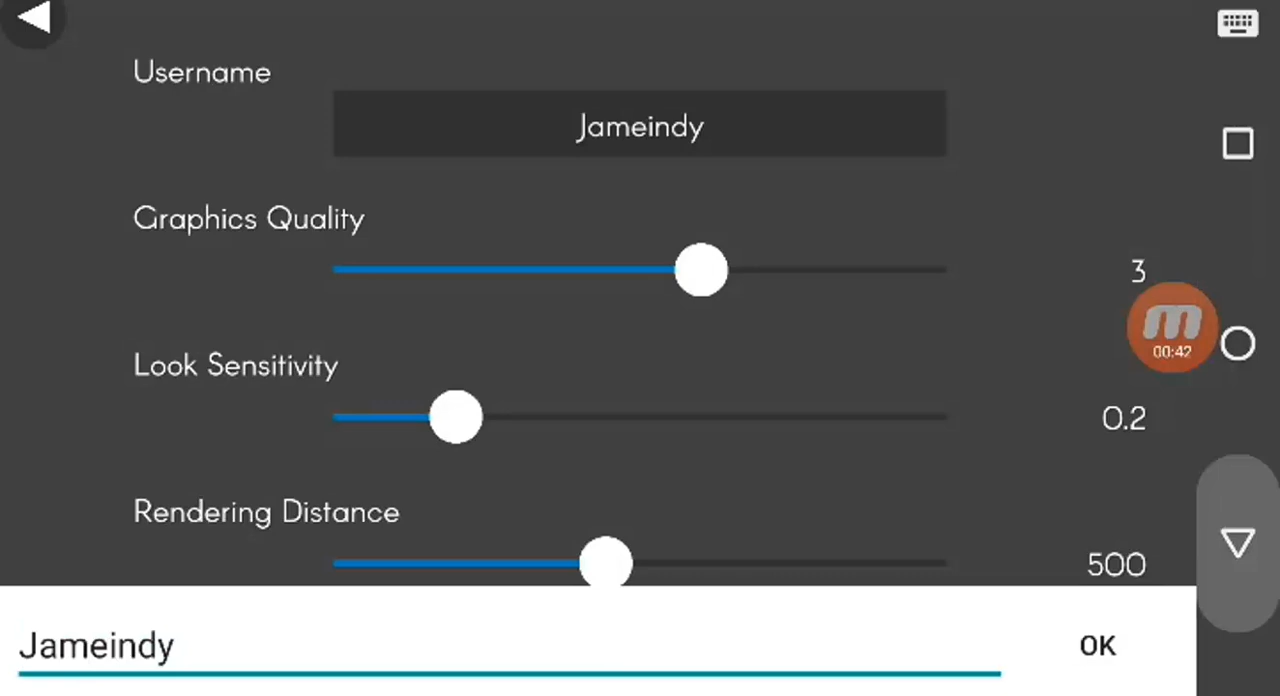 Username
Jameindy
Graphics Quality
3
Look Sensitivity
m
00:42
0.2
Rendering Distance
500
Jameindy
OK